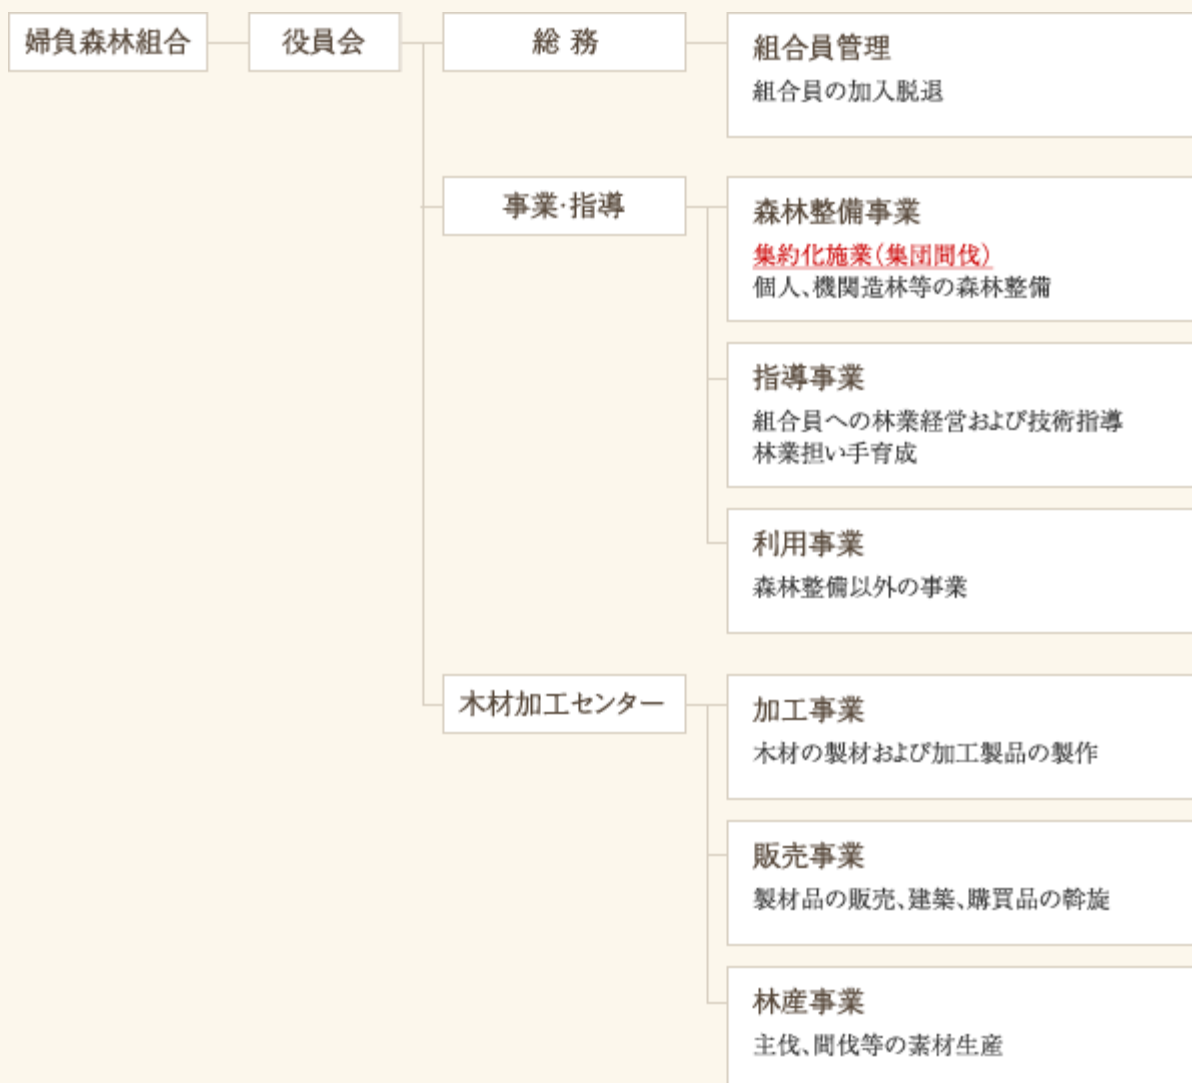 婦負森林組合
役員会
総 務
組合員管理
組合員の加入脱退
事業·指導
森林整備事業
集約化施業(集団間伐)
個人、機関造林等の森林整備
指導事業
組合員への林業経営および技術指導
林業担い手育成
利用事業
森林整備以外の事業
木材加工センター
加工事業
木材の製材および加工製品の製作
販売事業
製材品の販売、建築、購買品の斡旋
林産事業
主伐、間伐等の素材生産